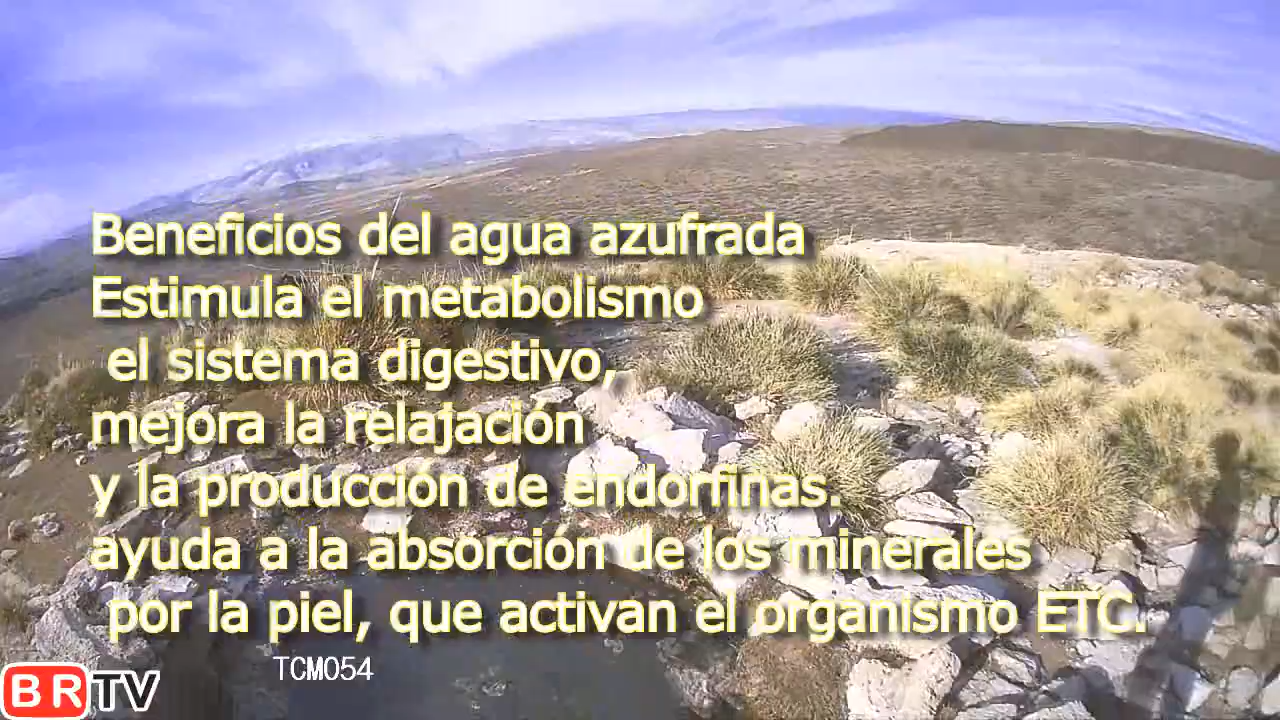 Beneficios del agua azufrada
Estimula el metabolismo
el sistema digestivo,
mejora la relajación
y la producción de endorfinas.
ayuda a la absorción de los minerales
por la piel, que activan el organismo ETC.
TCM054
BRTV